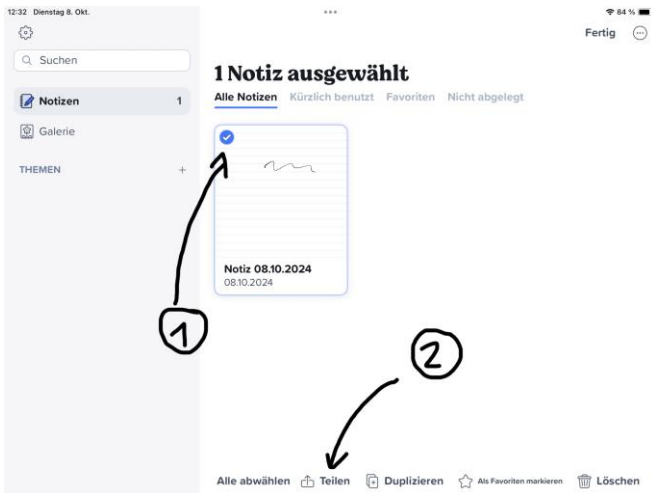 12:32 Dienstag 8. Okt.
84 %
Fertig
Suchen
1 Notiz ausgewählt
Alle Notizen Kürzlich benutzt Favoriten Nicht abgelegt
Notizen 1
Galerie
THEMEN +
Notiz 08.10.2024
08.10.2024
1
2
Alle abwählen Teilen Duplizieren Als Favoriten markieren Löschen